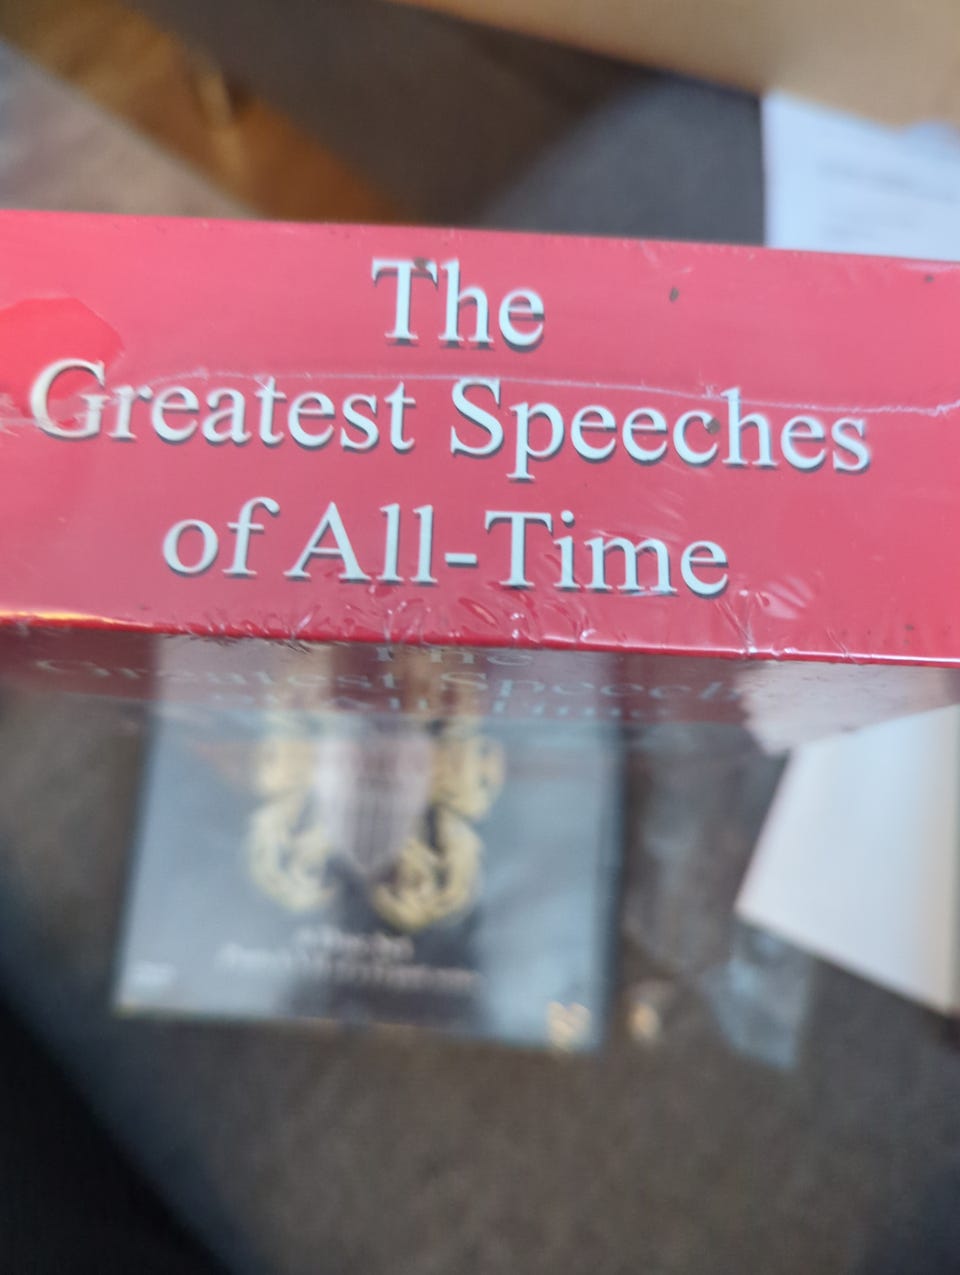 The
Greatest Speeches
of All-Time